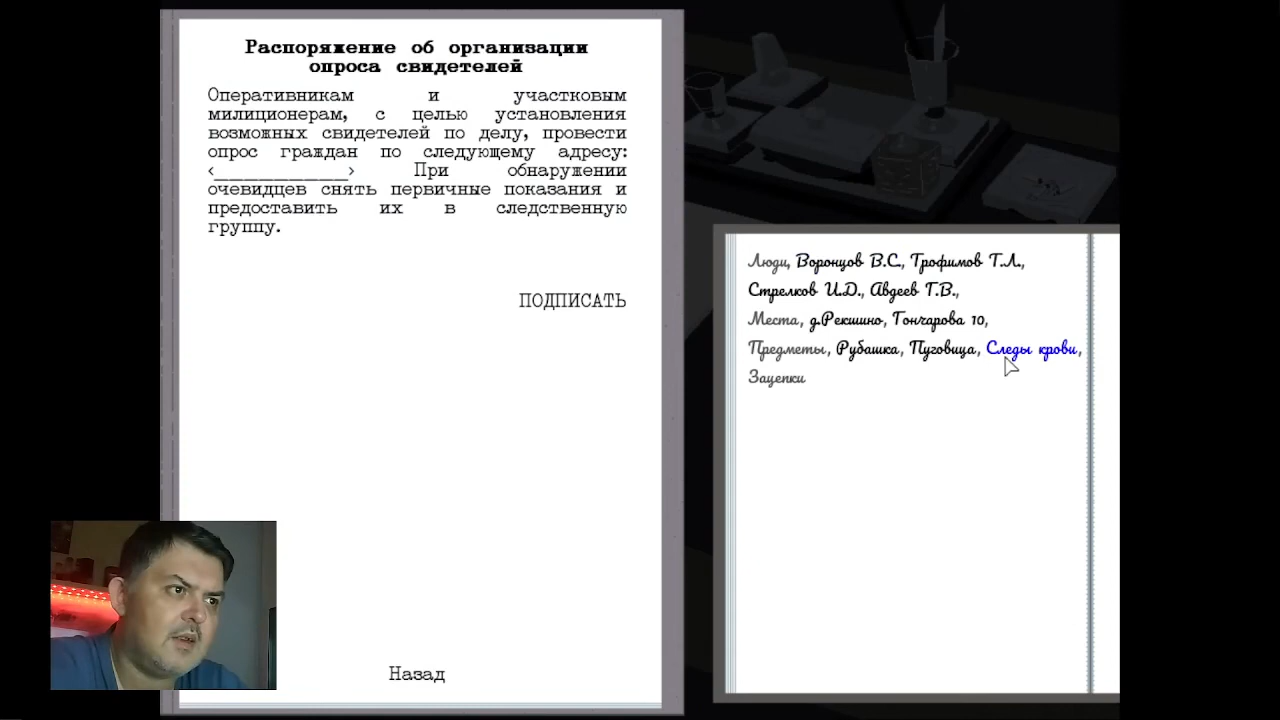 Распоряжение об организации
опроса свидетелей
Оперативникам и участковым
милиционерам, с целью установления
возможных свидетелей по делу, провести
опрос граждан по следующему адресу:
<_________> При обнаружении
очевидцев снять первичные показания и
предоставить их в следственную
группу.
ПОДПИСАТЬ
Назад
Люди, Воронцов В.С., Трофимов Т.Л.,
Стрелков И.Д., Авдеев Г.В.,
Места, д.Рекшино, Гончарова 10,
Предметы, Рубашка, Пуговица, Следы крови,
Зацепки